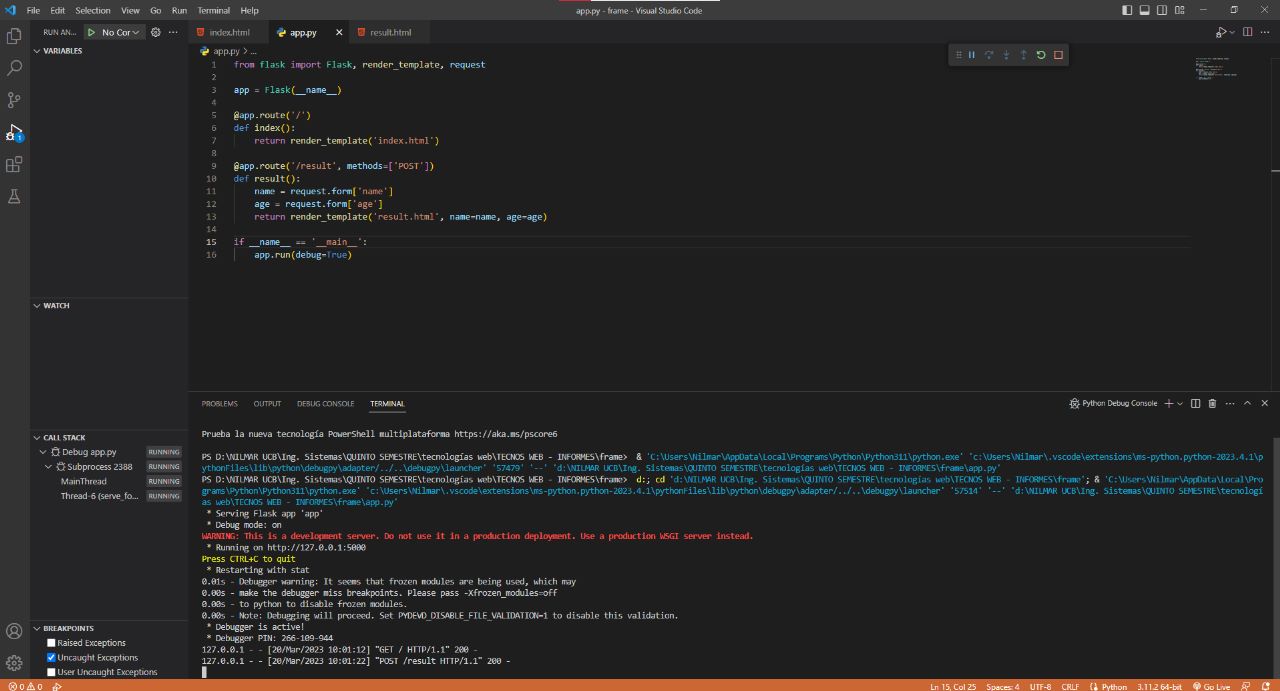 File Edit Selection View Go Run Terminal Help
app.py - frame - Visual Studio Code
RUN AN... No Cor
index.html
app.py
result.html
VARIABLES
WATCH
CALL STACK
Debug app.py RUNNING
Subprocess 2388 RUNNING
MainThread RUNNING
Thread-6 (serve_fo... RUNNING
BREAKPOINTS
Raised Exceptions
Uncaught Exceptions
User Uncaught Exceptions
1
app.py > ...
1 from flask import Flask, render_template, request
2
3 app = Flask(__name__)
4
5 @app.route('/')
6 def index():
7 return render_template('index.html')
8
9 @app.route('/result', methods=['POST'])
10 def result():
11 name = request.form['name']
12 age = request.form['age']
13 return render_template('result.html', name=name, age=age)
14
15 if __name__ == '__main__':
16 app.run(debug=True)
PROBLEMS OUTPUT DEBUG CONSOLE TERMINAL
Python Debug Console
Prueba la nueva tecnología PowerShell multiplataforma https://aka.ms/pscore6
PS D:\NILMAR UCB\Ing. Sistemas\QUINTO SEMESTRE\tecnologías web\TECNOS WEB - INFORMES\frame> & 'C:\Users\Nilmar\AppData\Local\Programs\Python\Python311\python.exe' 'c:\Users\Nilmar\.vscode\extensions\ms-python.python-2023.4.1\p
ythonFiles\lib\python\debugpy\adapter/../..\debugpy\launcher' '57479' '--' 'd:\NILMAR UCB\Ing. Sistemas\QUINTO SEMESTRE\tecnologías web\TECNOS WEB - INFORMES\frame\app.py'
PS D:\NILMAR UCB\Ing. Sistemas\QUINTO SEMESTRE\tecnologías web\TECNOS WEB - INFORMES\frame> d:; cd 'd:\NILMAR UCB\Ing. Sistemas\QUINTO SEMESTRE\tecnologías web\TECNOS WEB - INFORMES\frame'; & 'C:\Users\Nilmar\AppData\Local\Pro
grams\Python\Python311\python.exe' 'c:\Users\Nilmar\.vscode\extensions\ms-python.python-2023.4.1\pythonFiles\lib\python\debugpy\adapter/../..\debugpy\launcher' '57514' '--' 'd:\NILMAR UCB\Ing. Sistemas\QUINTO SEMESTRE\tecnologí
as web\TECNOS WEB - INFORMES\frame\app.py'
* Serving Flask app 'app'
* Debug mode: on
WARNING: This is a development server. Do not use it in a production deployment. Use a production WSGI server instead.
* Running on http://127.0.0.1:5000
Press CTRL+C to quit
* Restarting with stat
0.01s - Debugger warning: It seems that frozen modules are being used, which may
0.00s - make the debugger miss breakpoints. Please pass -Xfrozen_modules=off
0.00s - to python to disable frozen modules.
0.00s - Note: Debugging will proceed. Set PYDEVD_DISABLE_FILE_VALIDATION=1 to disable this validation.
* Debugger is active!
* Debugger PIN: 266-109-944
127.0.0.1 - - [20/Mar/2023 10:01:12] "GET / HTTP/1.1" 200 -
127.0.0.1 - - [20/Mar/2023 10:01:22] "POST /result HTTP/1.1" 200 -
0 0 Ln 15, Col 25 Spaces: 4 UTF-8 CRLF Python 3.11.2 64-bit Go Live